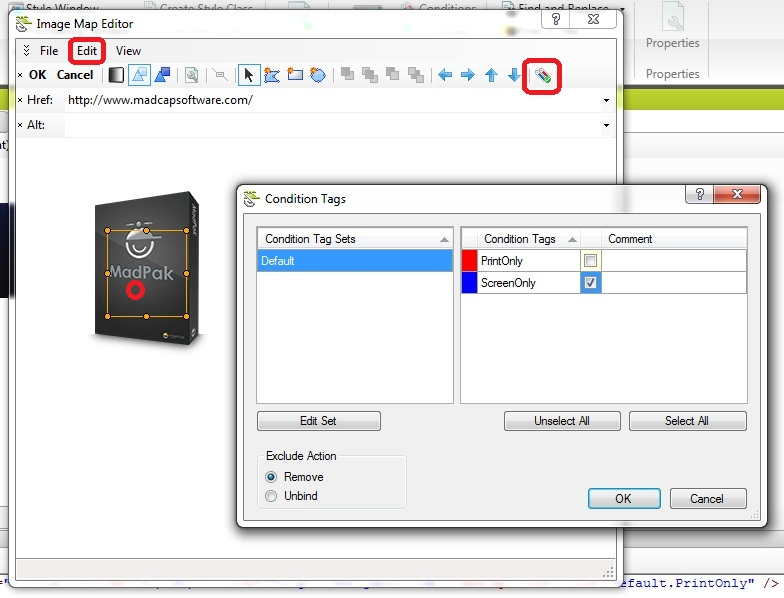 Style Window
Create Style Class
Conditions
Find and Replace
Image Map Editor
?
Properties
Properties
File Edit View
OK Cancel
Href: http://www.madcapsoftware.com/
Alt:
MadPak
Condition Tags
?
Condition Tag Sets
Default
Condition Tags Comment
PrintOnly
ScreenOnly
Edit Set
Unselect All
Select All
Exclude Action
Remove
Unbind
OK
Cancel
efault.PrintOnly" />